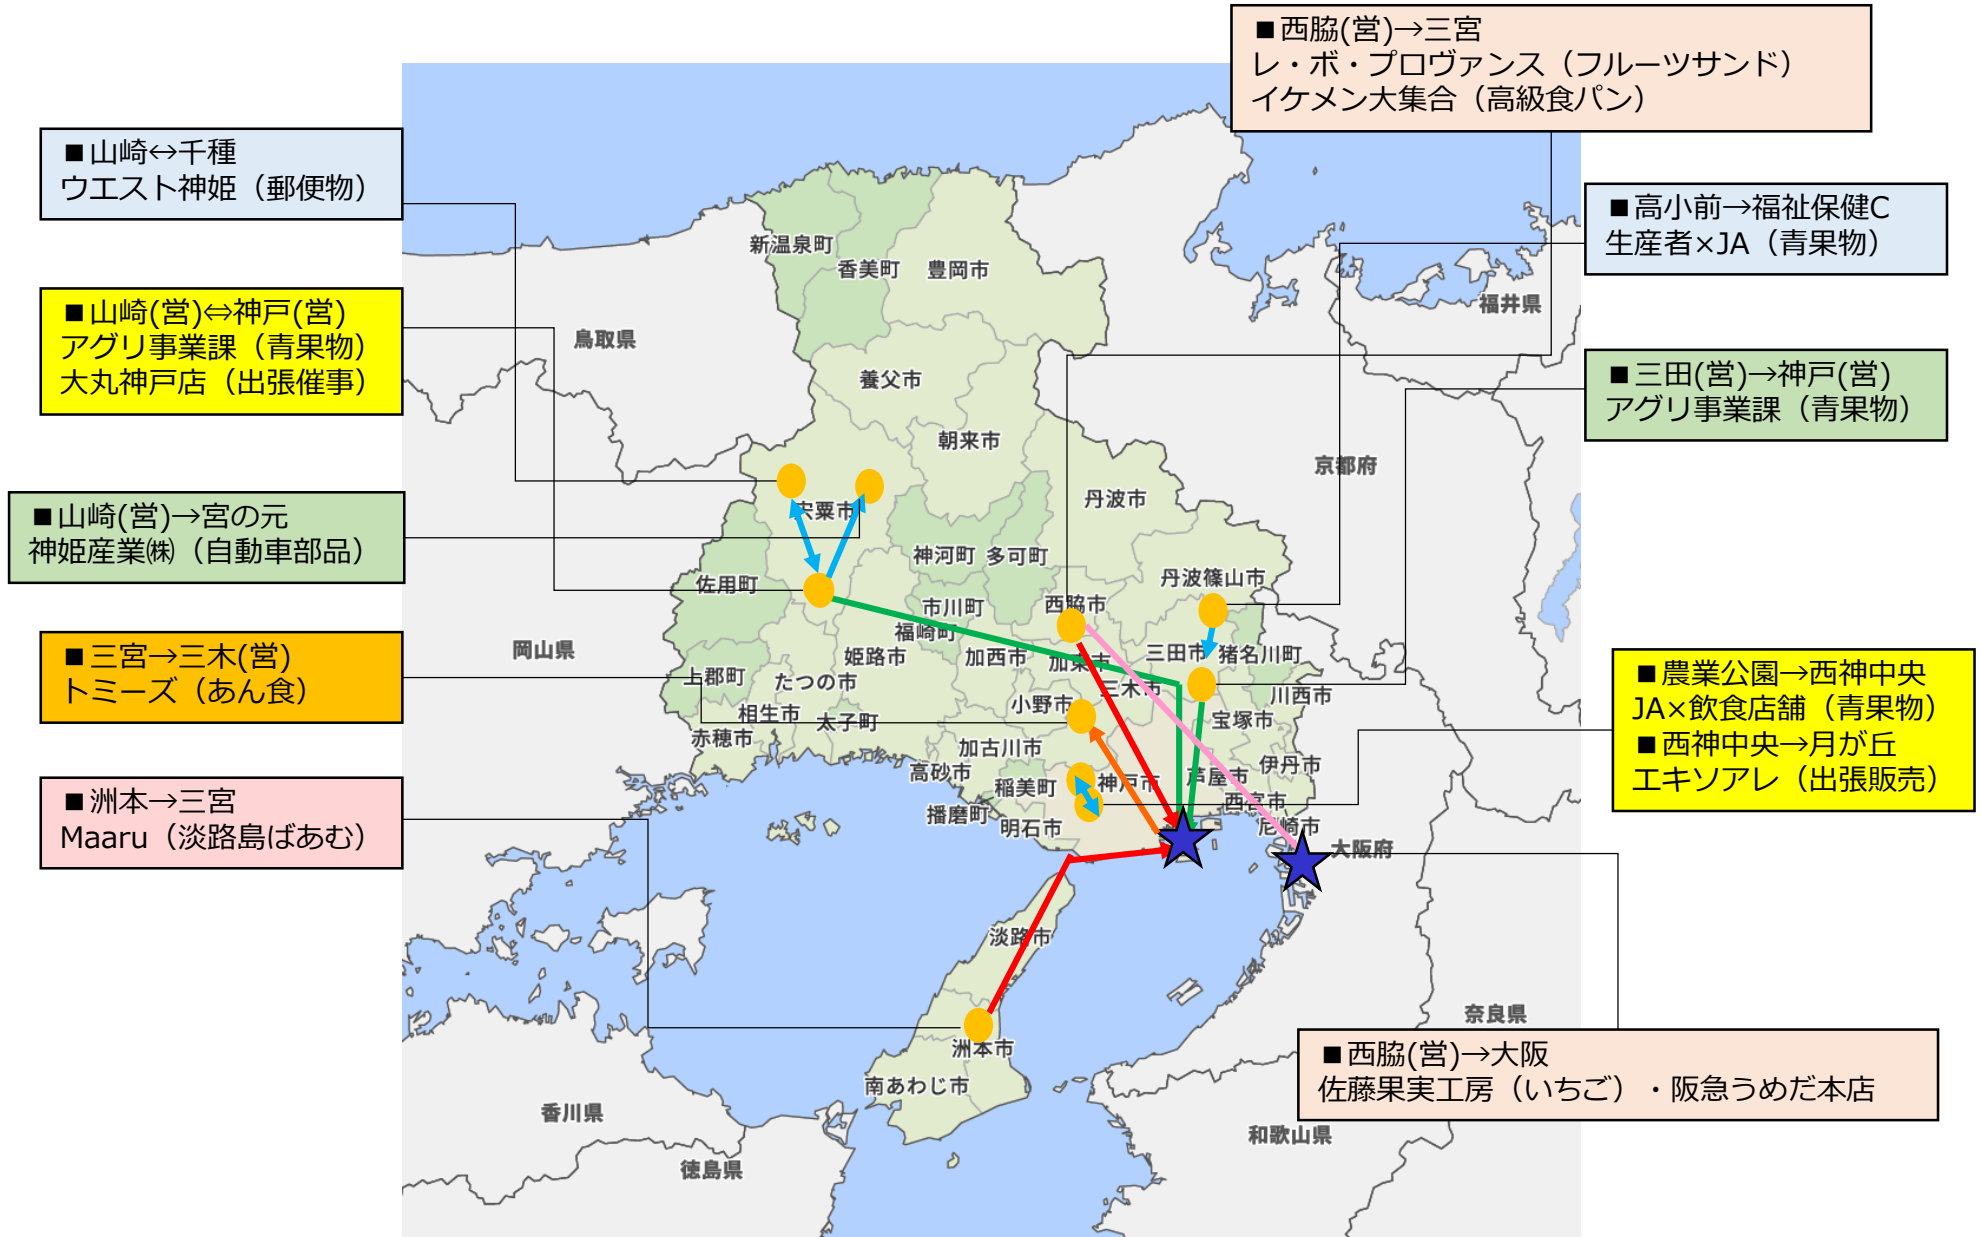 ■西脇(営)→三宮
レ・ボ・プロヴァンス（フルーツサンド）
イケメン大集合（高級食パン）
■山崎↔千種
ウエスト神姫（郵便物）
■高小前→福祉保健C
生産者×JA（青果物）
■山崎(営)⇔神戸(営)
アグリ事業課（青果物）
大丸神戸店（出張催事）
■三田(営)→神戸(営)
アグリ事業課（青果物）
■山崎(営)→宮の元
神姫産業㈱（自動車部品）
■三宮→三木(営)
トミーズ（あん食）
■農業公園→西神中央
JA×飲食店舗（青果物）
■西神中央→月が丘
エキソアレ（出張販売）
■洲本→三宮
Maaru（淡路島ばあむ）
■西脇(営)→大阪
佐藤果実工房（いちご）・阪急うめだ本店
新温泉町
香美町
豊岡市
福井県
鳥取県
養父市
朝来市
京都府
丹波市
宍粟市
神河町
多可町
佐用町
丹波篠山市
市川町
西脇市
福崎町
岡山県
姫路市
加西市
加東市
三田市
猪名川町
上郡町
たつの市
三木市
川西市
小野市
相生市
太子町
宝塚市
赤穂市
加古川市
伊丹市
高砂市
稲美町
神戸市
芦屋市
西宮市
播磨町
明石市
尼崎市
大阪府
淡路市
奈良県
洲本市
南あわじ市
香川県
和歌山県
徳島県